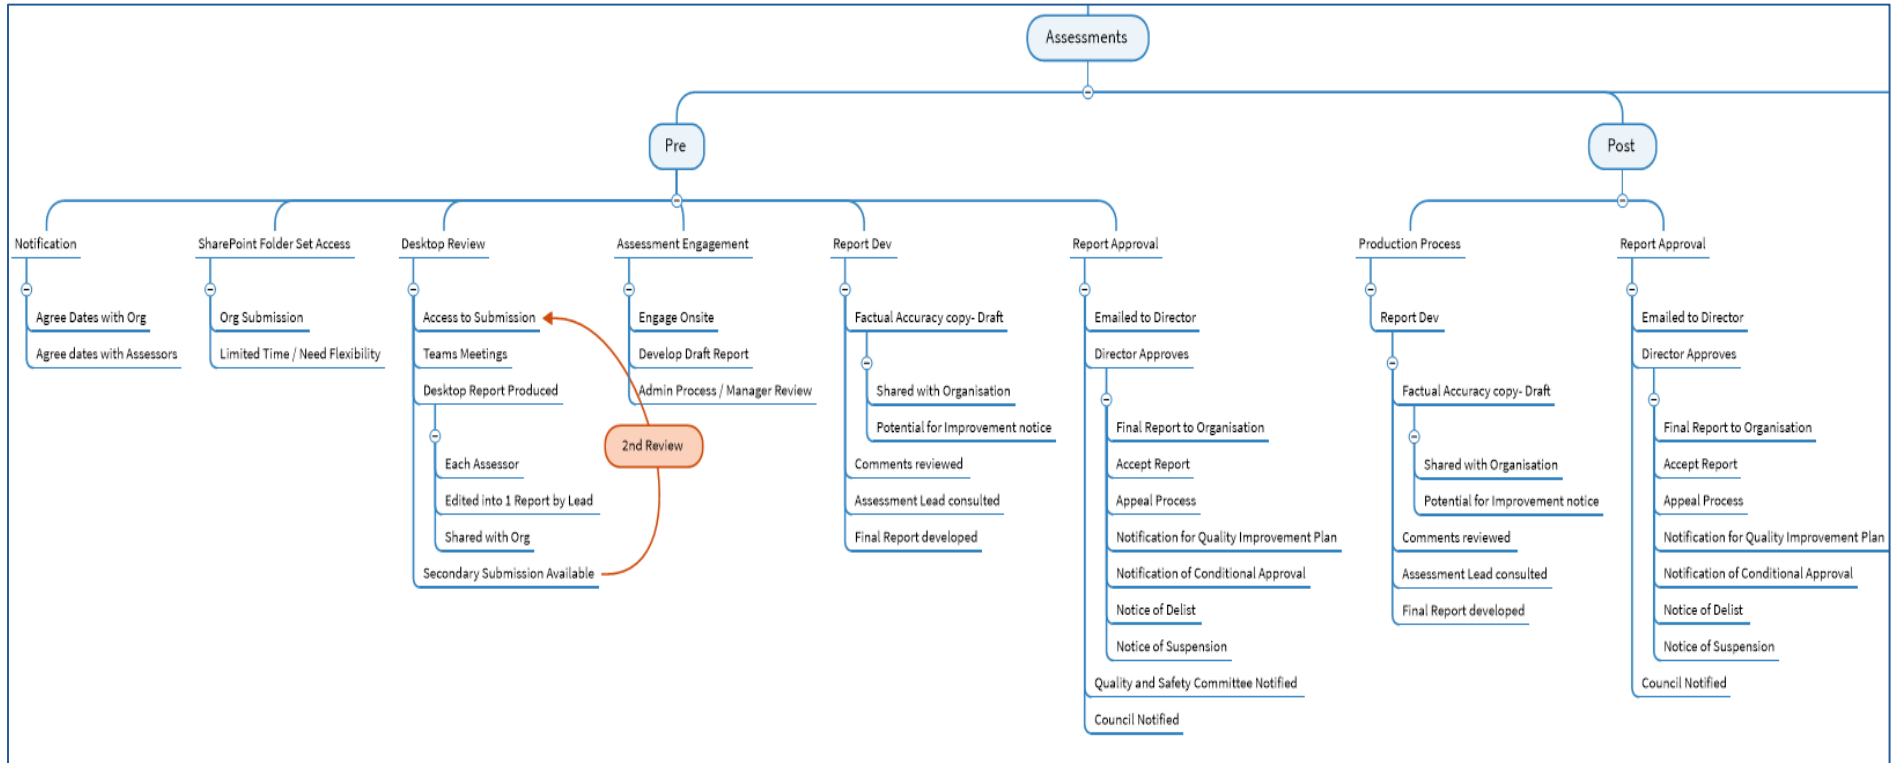 Assessments
Pre
Post
Notification
Agree Dates with Org
Agree dates with Assessors
SharePoint Folder Set Access
Org Submission
Limited Time / Need Flexibility
Desktop Review
Access to Submission
Teams Meetings
Desktop Report Produced
Each Assessor
Edited into 1 Report by Lead
Shared with Org
Secondary Submission Available
2nd Review
Assessment Engagement
Engage Onsite
Develop Draft Report
Admin Process / Manager Review
Report Dev
Factual Accuracy copy- Draft
Shared with Organisation
Potential for Improvement notice
Comments reviewed
Assessment Lead consulted
Final Report developed
Report Approval
Emailed to Director
Director Approves
Final Report to Organisation
Accept Report
Appeal Process
Notification for Quality Improvement Plan
Notification of Conditional Approval
Notice of Delist
Notice of Suspension
Quality and Safety Committee Notified
Council Notified
Production Process
Report Dev
Factual Accuracy copy- Draft
Shared with Organisation
Potential for Improvement notice
Comments reviewed
Assessment Lead consulted
Final Report developed
Report Approval
Emailed to Director
Director Approves
Final Report to Organisation
Accept Report
Appeal Process
Notification for Quality Improvement Plan
Notification of Conditional Approval
Notice of Delist
Notice of Suspension
Council Notified